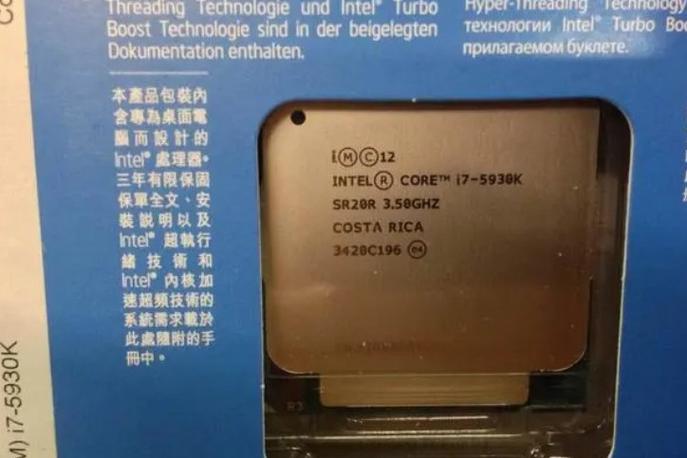 Threading Technologie und Intel® Turbo
Boost Technologie sind in der beigelegten
Dokumentation enthalten.
Hyper-Threading Technology
технологии Intel® Turbo Boo
прилагаемом буклете.
本產品包裝內
含專為桌面電
腦而設計的
Intel® 處理器。
三年有限保固
保單全文、安
裝說明以及
Intel® 超執行
緒技術和
Intel® 內核加
速超頻技術的
系統需求載於
此處隨附的手
冊中。
i Ⓜ Ⓒ 12
INTEL® CORE™ i7-5930K
SR20R 3.50GHZ
COSTA RICA
3420C196 e4
R3
M) i7-5930K